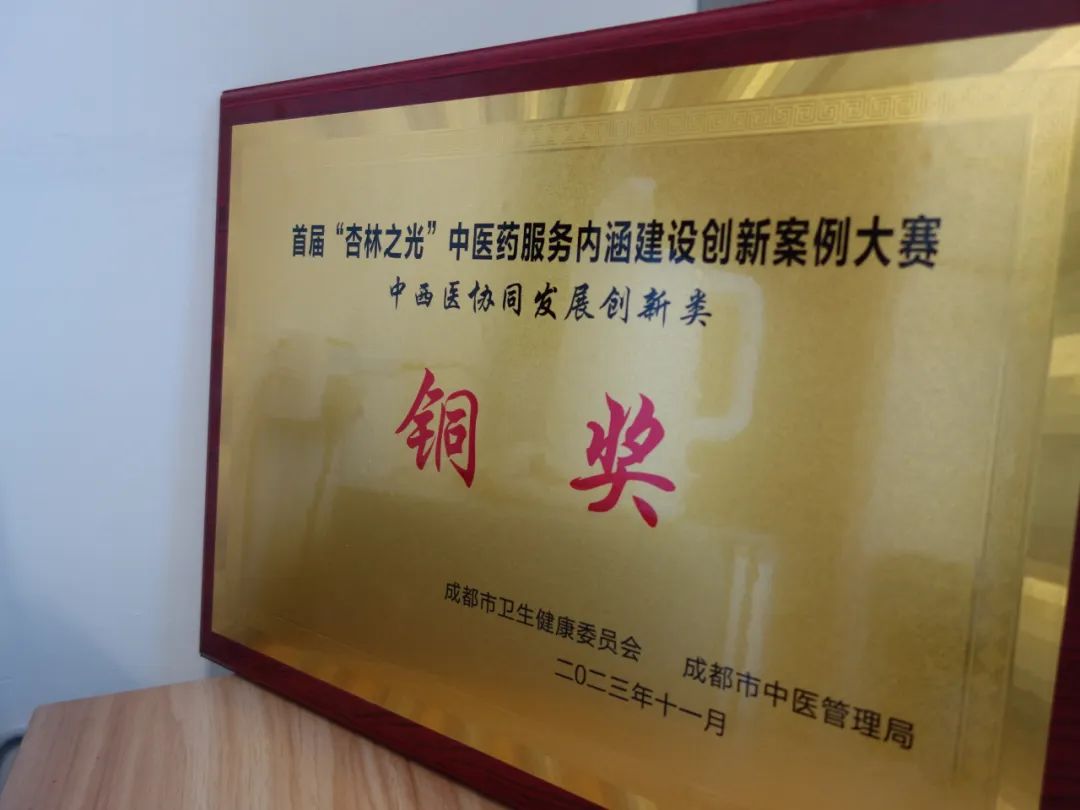 首届“杏林之光”中医药服务内涵建设创新案例大赛
中西医协同发展创新类
铜奖
成都市卫生健康委员会 成都市中医管理局
二〇二三年十一月